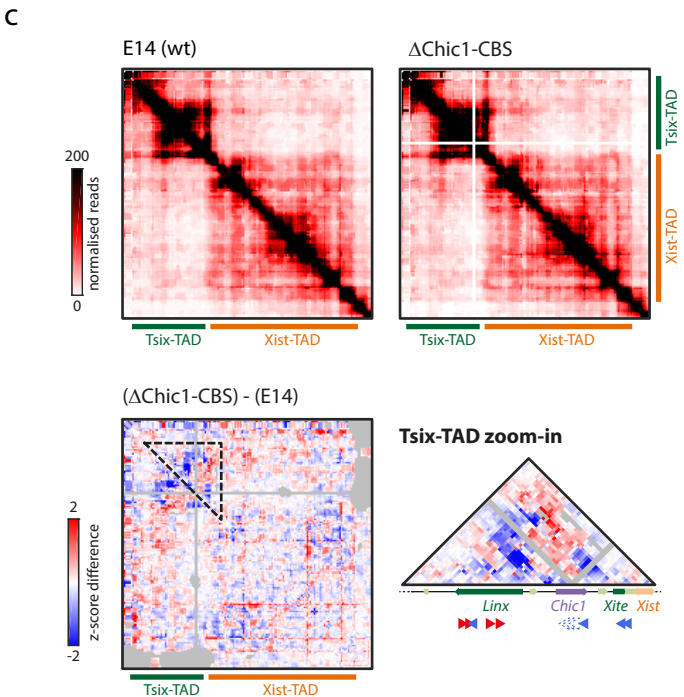 C
E14 (wt)
ΔChic1-CBS
200
normalised reads
0
Tsix-TAD
Xist-TAD
Tsix-TAD
Xist-TAD
Tsix-TAD
Xist-TAD
(ΔChic1-CBS) - (E14)
Tsix-TAD zoom-in
2
z-score difference
-2
Linx
Chic1
Xite
Xist
Tsix-TAD
Xist-TAD